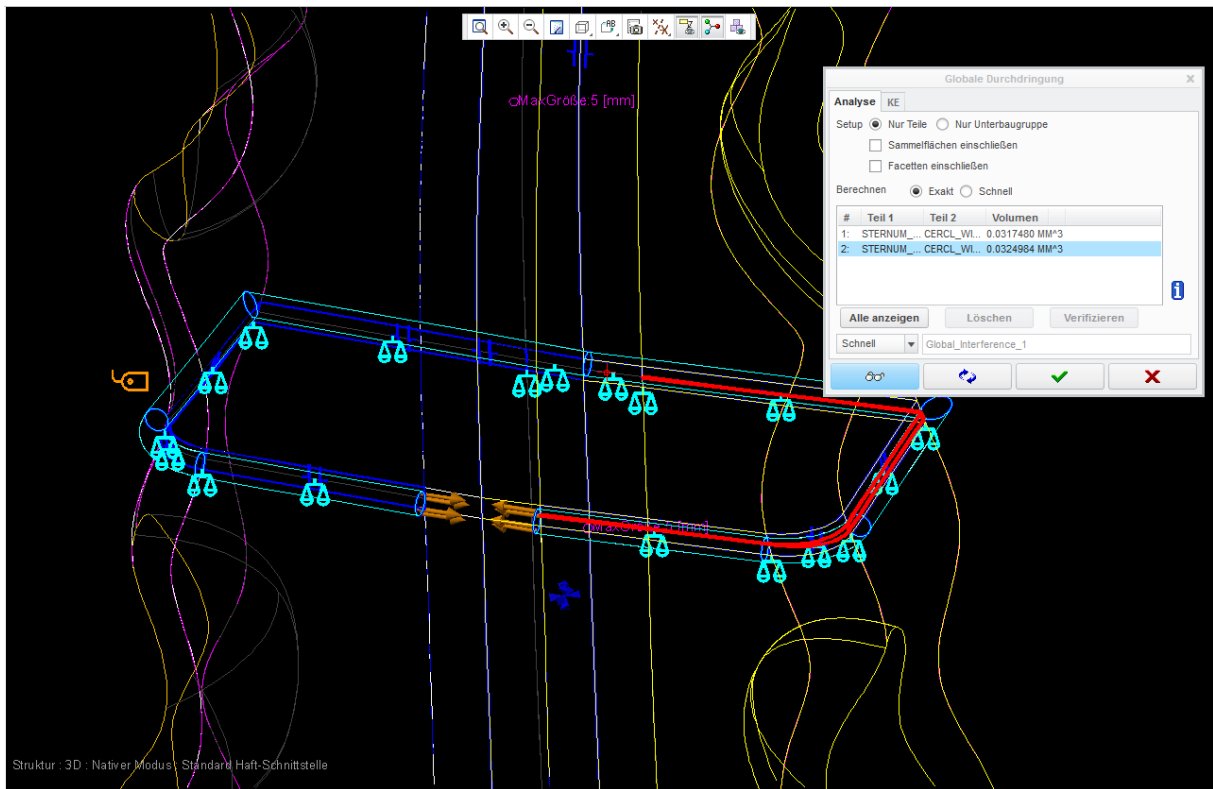 AB
MaxGröße:5 [mm]
Globale Durchdringung
Analyse KE
Setup Nur Teile Nur Unterbaugruppe
Sammelflächen einschließen
Facetten einschließen
Berechnen Exakt Schnell
# Teil 1 Teil 2 Volumen
1: STERNUM_... CERCL_WI... 0.0317480 MM^3
2: STERNUM_... CERCL_WI... 0.0324984 MM^3
Alle anzeigen Löschen Verifizieren
Schnell Global_Interference_1
[mm]
Struktur : 3D : Nativer Modus : Standard Haft-Schnittstelle